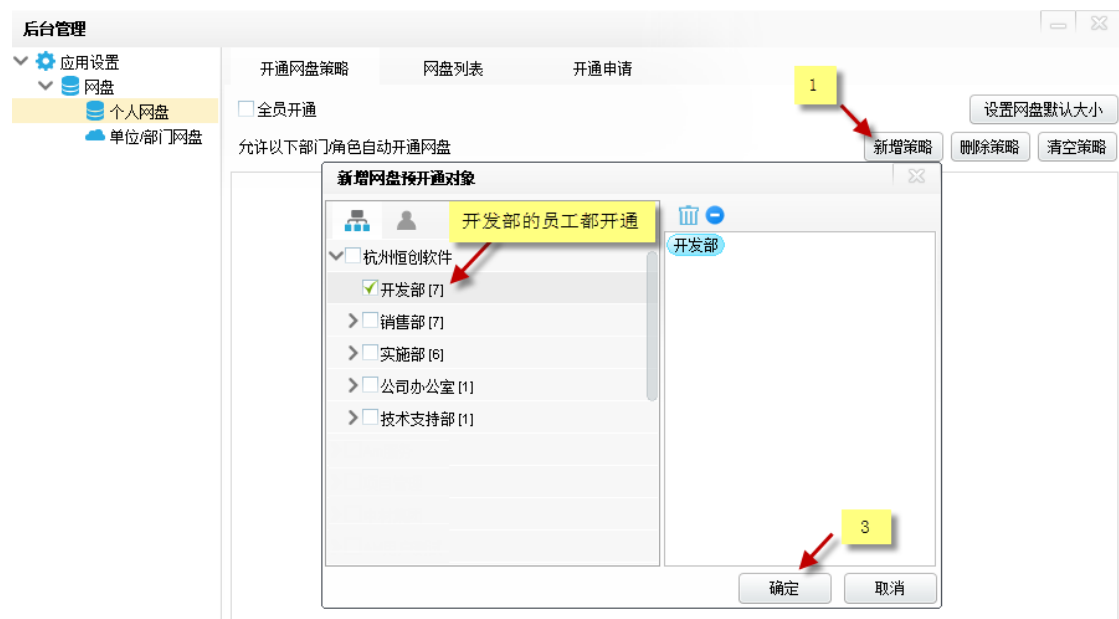 后台管理
应用设置
网盘
个人网盘
单位/部门网盘
开通网盘策略 网盘列表 开通申请
1
全员开通 设置网盘默认大小
允许以下部门/角色自动开通网盘 新增策略 删除策略 清空策略
新增网盘预开通对象
开发部的员工都开通
杭州恒创软件
开发部 [7]
销售部 [7]
实施部 [6]
公司办公室 [1]
技术支持部 [1]
开发部
3
确定 取消